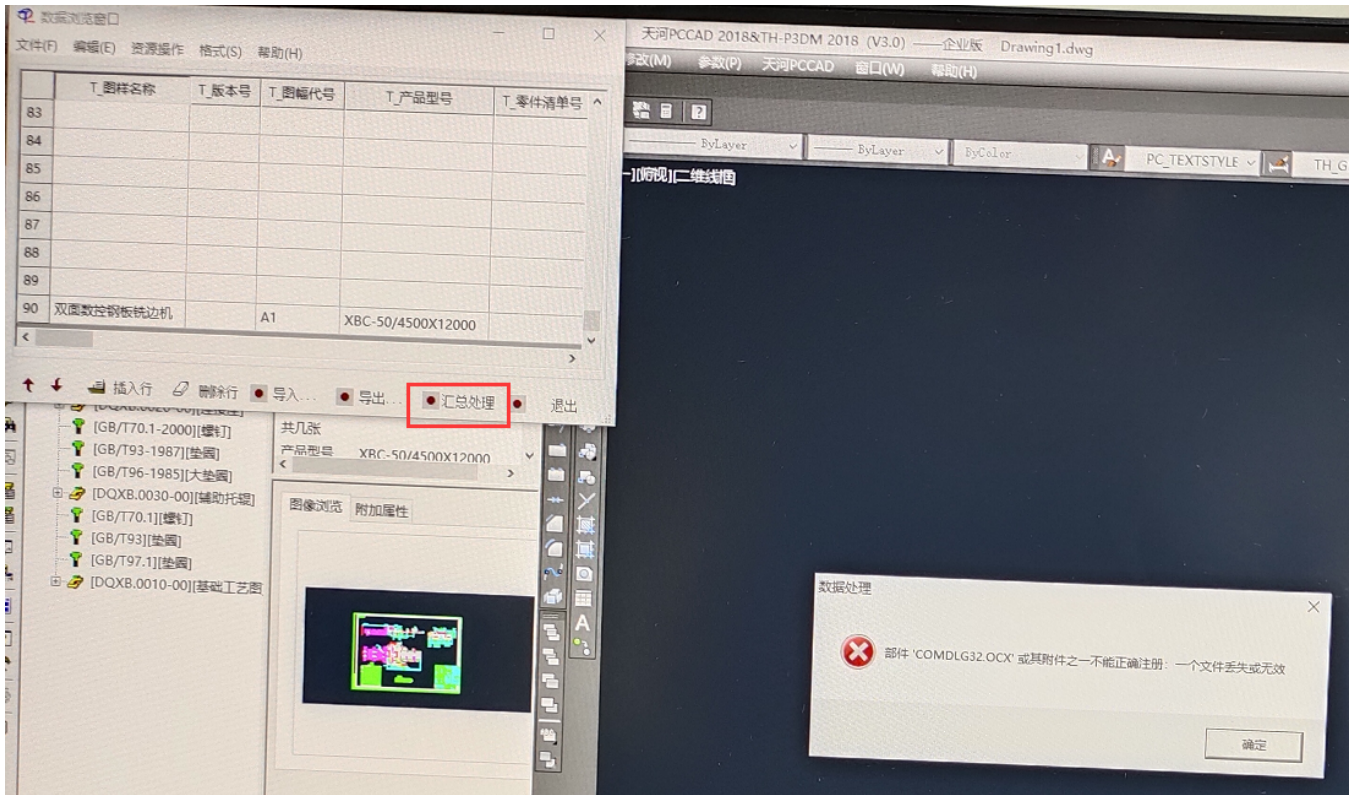 数据浏览窗口
文件(F) 编辑(E) 资源操作 格式(S) 帮助(H)
T_图样名称 T_版本号 T_图幅代号 T_产品型号 T_零件清单号
83
84
85
86
87
88
89
90 双面数控钢板铣边机 A1 XBC-50/4500X12000
插入行 删除行 导入... 导出... 汇总处理 退出
[GB/T70.1-2000][螺钉]
[GB/T93-1987][垫圈]
[GB/T96-1985][大垫圈]
[DQXB.0030-00][辅助托辊]
[GB/T70.1][螺钉]
[GB/T93][垫圈]
[GB/T97.1][垫圈]
[DQXB.0010-00][基础工艺图
共几张
产品型号 XBC-50/4500X12000
图像浏览 附加属性
天河PCCAD 2018&TH-P3DM 2018 (V3.0) ——企业版 Drawing1.dwg
修改(M) 参数(P) 天河PCCAD 窗口(W) 帮助(H)
ByLayer ByLayer ByColor PC_TEXTSTYLE TH_G
-][俯视][二维线框]
数据处理
部件 'COMDLG32.OCX' 或其附件之一不能正确注册: 一个文件丢失或无效
确定